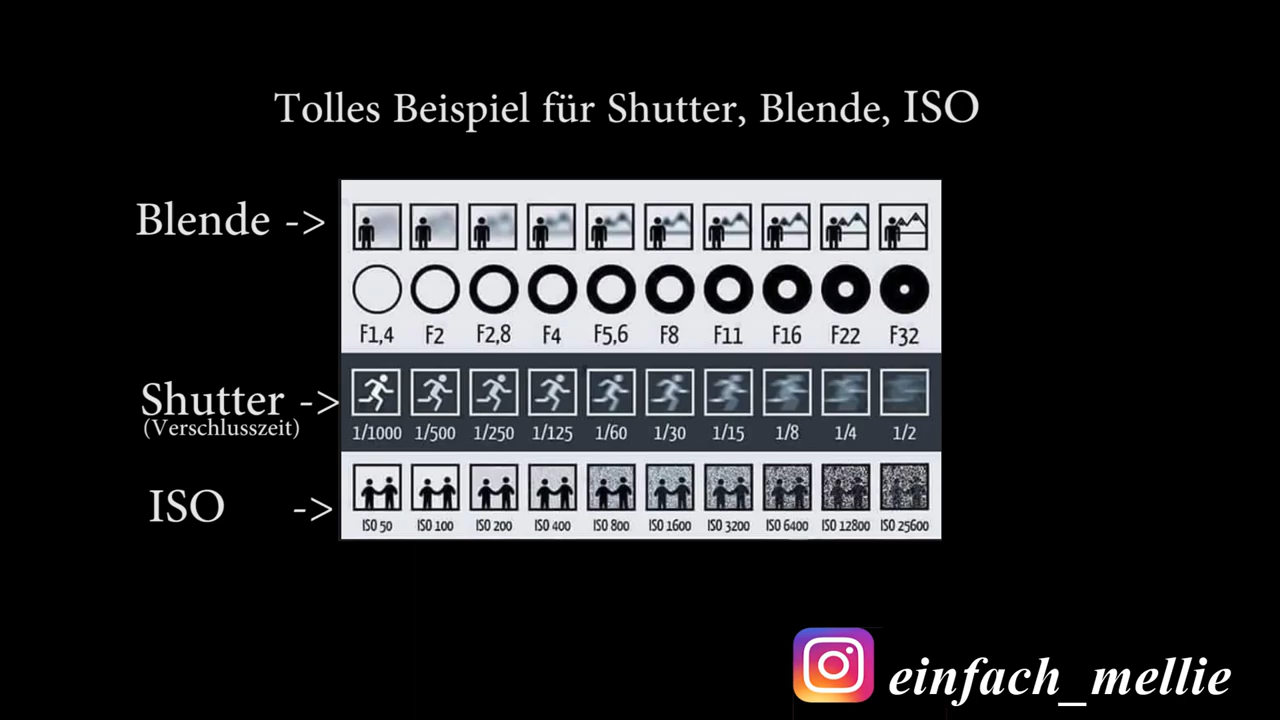 Tolles Beispiel für Shutter, Blende, ISO
Blende ->
F1,4 F2 F2,8 F4 F5,6 F8 F11 F16 F22 F32
Shutter ->
(Verschlusszeit)
1/1000 1/500 1/250 1/125 1/60 1/30 1/15 1/8 1/4 1/2
ISO ->
ISO 50 ISO 100 ISO 200 ISO 400 ISO 800 ISO 1600 ISO 3200 ISO 6400 ISO 12800 ISO 25600
einfach_mellie